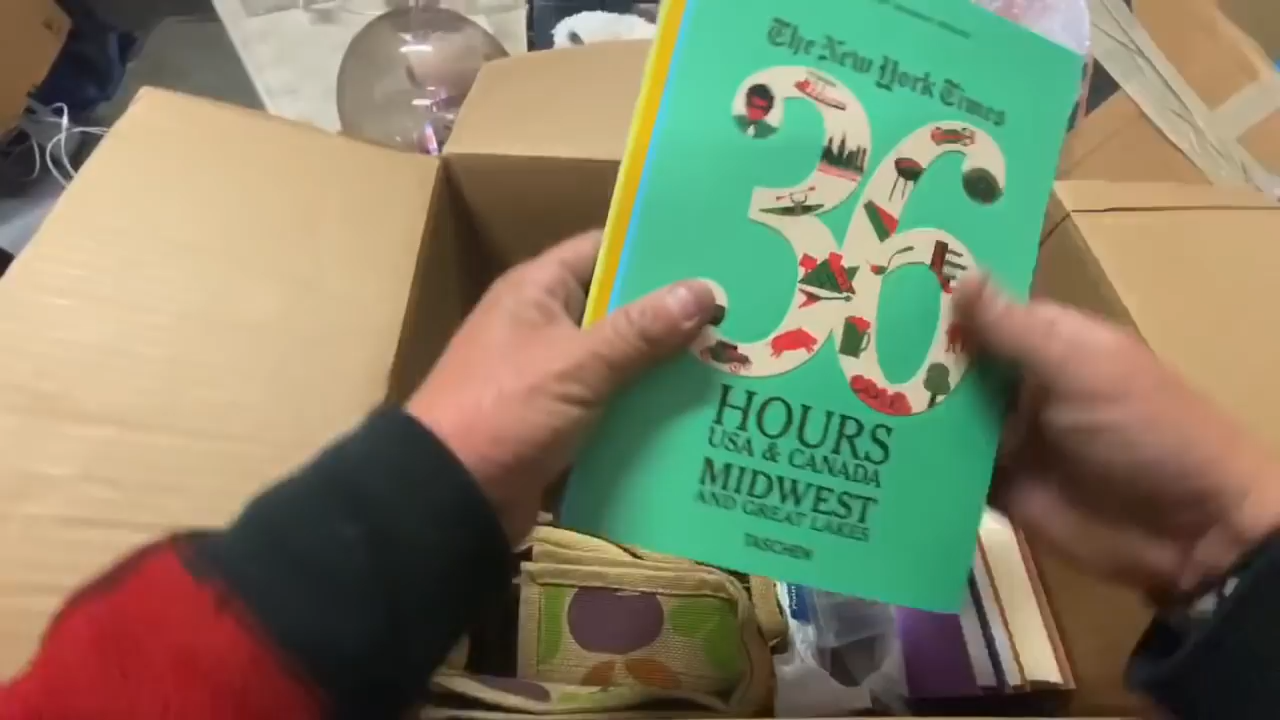 The New York Times
36
HOURS
USA & CANADA
MIDWEST
AND GREAT LAKES
TASCHEN